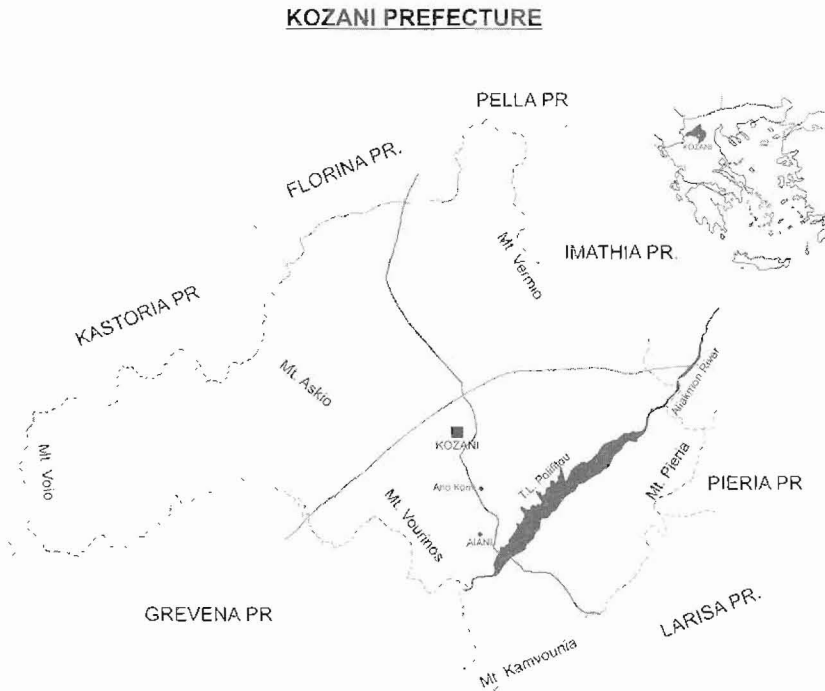 KOZANI PREFECTURE
PELLA PR
FLORINA PR.
KOZANI
Mt. Vermio
IMATHIA PR.
KASTORIA PR
Mt. Askio
Aliakmon River
KOZANI
Mt. Voio
T.L. Polifitou
Mt. Pieria
Ano Komi
PIERIA PR
Mt. Vourinos
AIANI
GREVENA PR
LARISA PR.
Mt Kamvounia